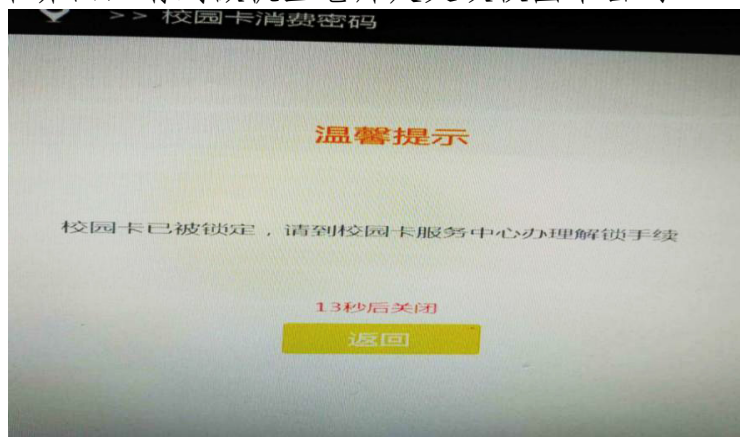 >> 校园卡消费密码
温馨提示
校园卡已被锁定，请到校园卡服务中心办理解锁手续
13秒后关闭
返回